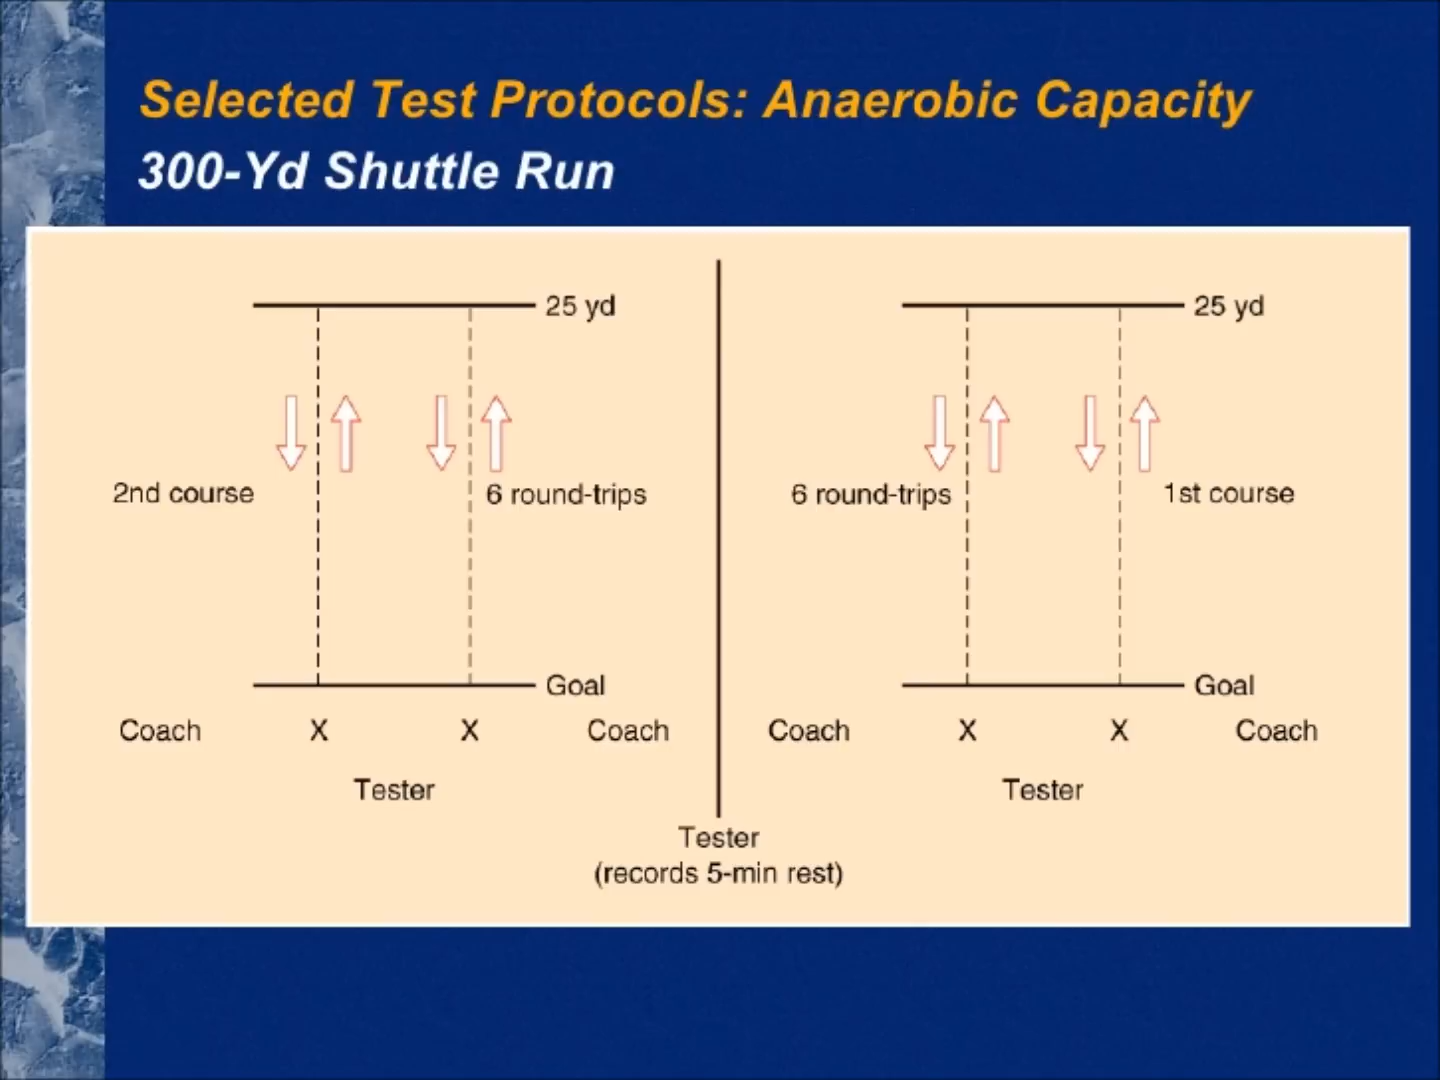 Selected Test Protocols: Anaerobic Capacity
300-Yd Shuttle Run
25 yd
2nd course
6 round-trips
Goal
Coach X X Coach
Tester
25 yd
6 round-trips
1st course
Goal
Coach X X Coach
Tester
Tester
(records 5-min rest)